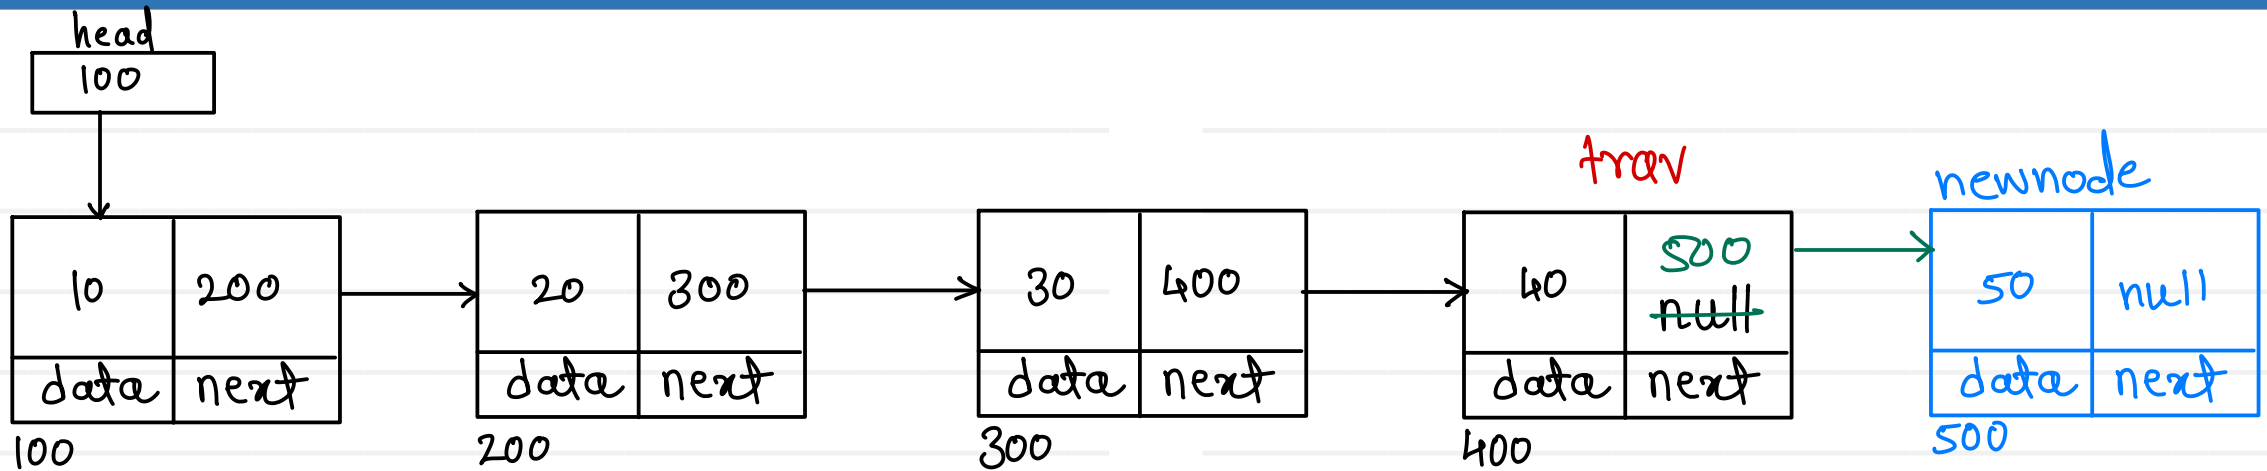 head
100
trav
newnode
10 200
20 300
30 400
40 500
null
50 null
data next
data next
data next
data next
data next
100
200
300
400
500